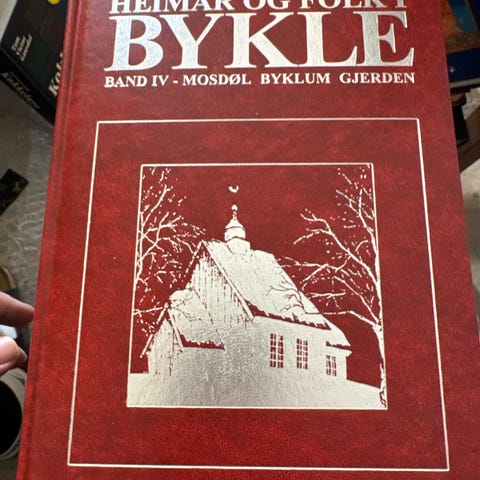 HEIMAR OG FOLK I
BYKLE
BAND IV - MOSDØL BYKLUM GJERDEN